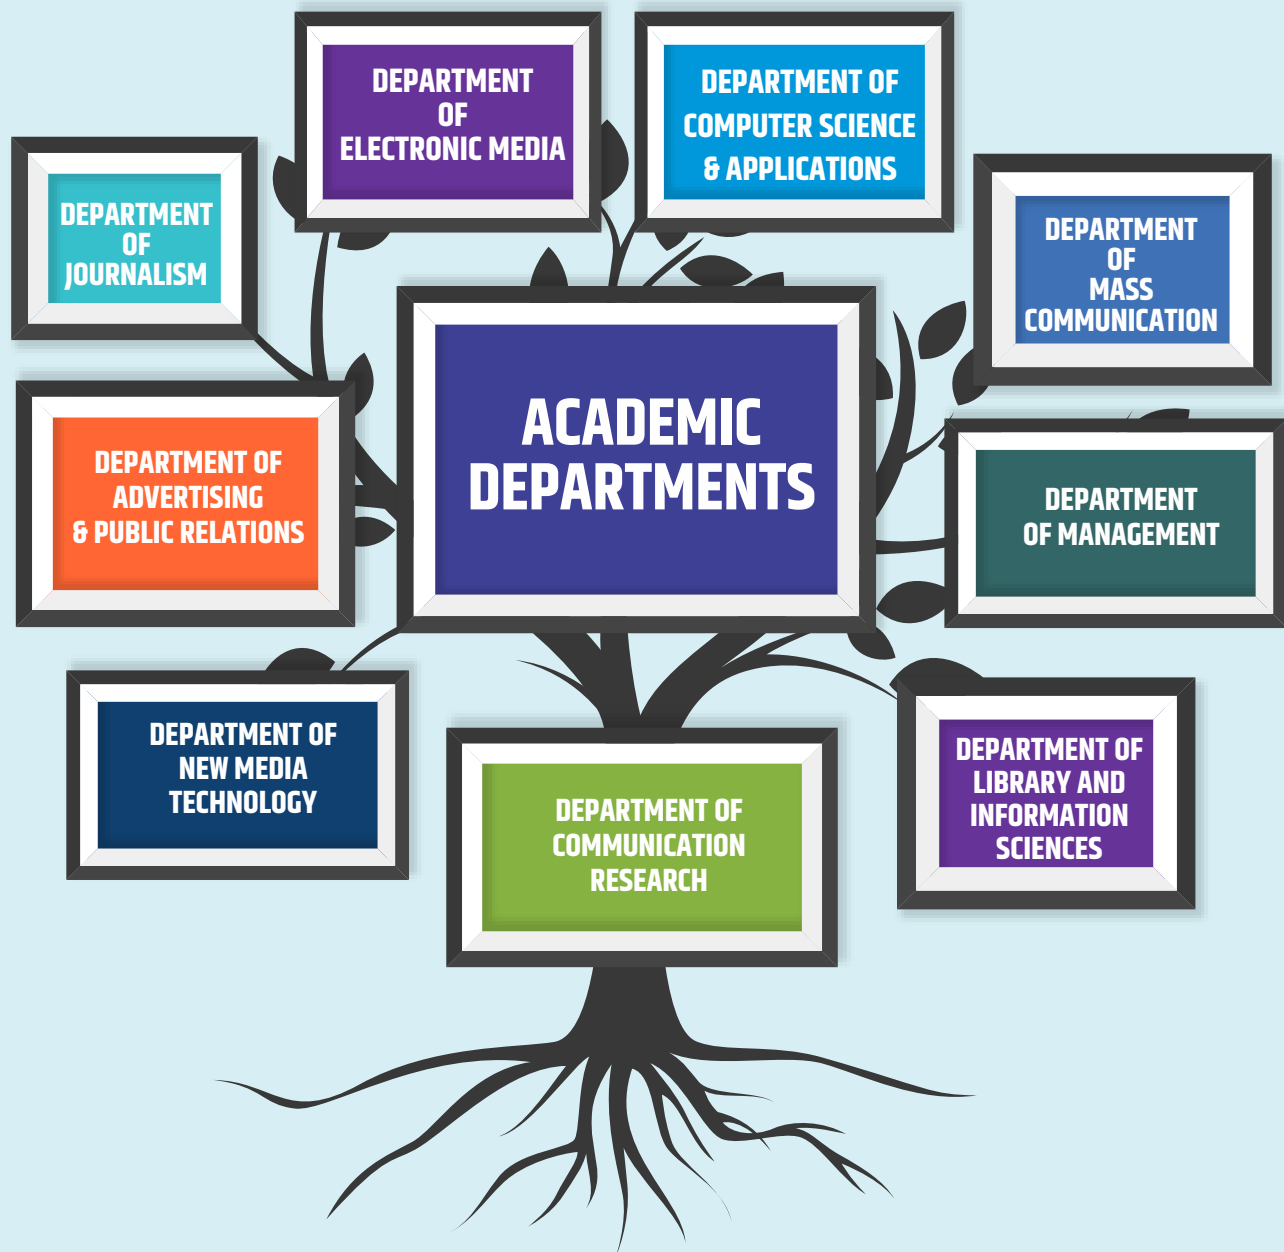 DEPARTMENT
OF
ELECTRONIC MEDIA
DEPARTMENT OF
COMPUTER SCIENCE
& APPLICATIONS
DEPARTMENT
OF
JOURNALISM
DEPARTMENT
OF
MASS
COMMUNICATION
ACADEMIC
DEPARTMENTS
DEPARTMENT OF
ADVERTISING
& PUBLIC RELATIONS
DEPARTMENT
OF MANAGEMENT
DEPARTMENT OF
NEW MEDIA
TECHNOLOGY
DEPARTMENT OF
COMMUNICATION
RESEARCH
DEPARTMENT OF
LIBRARY AND
INFORMATION
SCIENCES